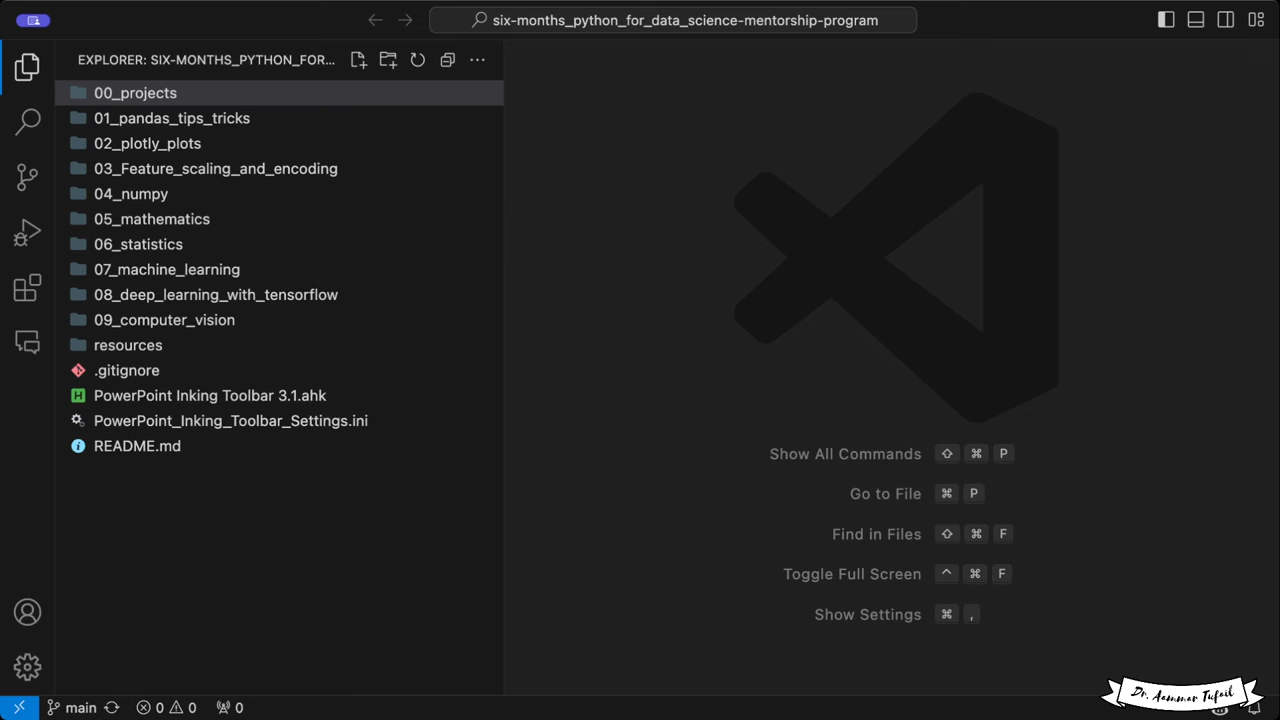 six-months_python_for_data_science-mentorship-program
EXPLORER: SIX-MONTHS_PYTHON_FOR...
00_projects
01_pandas_tips_tricks
02_plotly_plots
03_Feature_scaling_and_encoding
04_numpy
05_mathematics
06_statistics
07_machine_learning
08_deep_learning_with_tensorflow
09_computer_vision
resources
.gitignore
H PowerPoint Inking Toolbar 3.1.ahk
PowerPoint_Inking_Toolbar_Settings.ini
README.md
Show All Commands ⇧ ⌘ P
Go to File ⌘ P
Find in Files ⇧ ⌘ F
Toggle Full Screen ^ ⌘ F
Show Settings ⌘ ,
main 0 0 0
Dr. Aammar Tufail